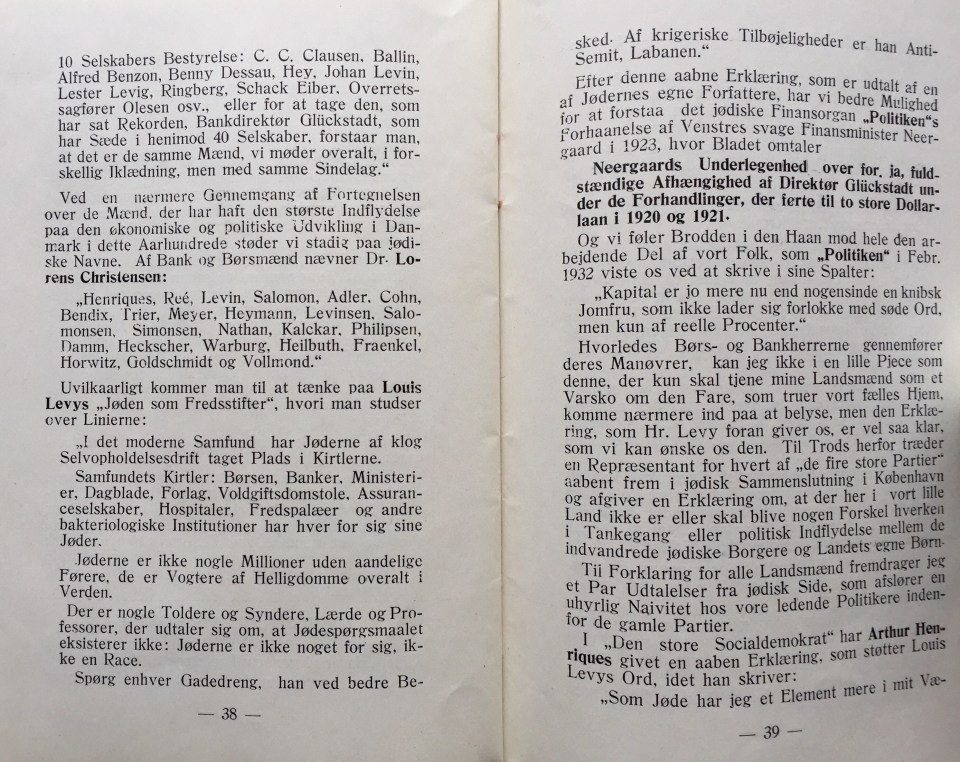 10 Selskabers Bestyrelse: C. C. Clausen, Ballin,
Alfred Benzon, Benny Dessau, Hey, Johan Levin,
Lester Levig, Ringberg, Schack Eiber, Overrets-
sagfører Olesen osv., eller for at tage den, som
har sat Rekorden, Bankdirektør Glückstadt, som
har Sæde i henimod 40 Selskaber, forstaar man,
at det er de samme Mænd, vi møder overalt, i for-
skellig Iklædning, men med samme Sindelag.“
Ved en nærmere Gennemgang af Fortegnelsen
over de Mænd, der har haft den største Indflydelse
paa den økonomiske og politiske Udvikling i Dan-
mark i dette Aarhundrede støder vi stadig paa jødi-
ske Navne. Af Bank og Børsmænd nævner Dr. Lo-
rens Christensen:
„Henriques, Reé, Levin, Salomon, Adler, Cohn,
Bendix, Trier, Meyer, Heymann, Levinsen, Salo-
monsen, Simonsen, Nathan, Kalckar, Philipsen,
Damm, Heckscher, Warburg, Heilbuth, Fraenkel,
Horwitz, Goldschmidt og Vollmond.“
Uvilkaarligt kommer man til at tænke paa Louis
Levys „Jøden som Fredsstifter“, hvori man studser
over Linierne:
„I det moderne Samfund har Jøderne af klog
Selvopholdelsesdrift taget Plads i Kirtlerne.
Samfundets Kirtler: Børsen, Banker, Ministeri-
er, Dagblade, Forlag, Voldgiftsdomstole, Assuran-
ceselskaber, Hospitaler, Fredspalæer og andre
bakteriologiske Institutioner har hver for sig sine
Jøder.
Jøderne er ikke nogle Millioner uden aandelige
Førere, de er Vogtere af Helligdomme overalt i
Verden.
Der er nogle Toldere og Syndere, Lærde og Pro-
fessorer, der udtaler sig om, at Jødespørgsmaalet
eksisterer ikke: Jøderne er ikke noget for sig, ik-
ke en Race.
Spørg enhver Gadedreng, han ved bedre Be-
— 38 —
sked. Af krigeriske Tilbøjeligheder er han Anti-
Semit, Labanen.“
Efter denne aabne Erklæring, som er udtalt af en
af Jødernes egne Forfattere, har vi bedre Mulighed
for at forstaa det jødiske Finansorgan „Politiken“s
Forhaanelse af Venstres svage Finansminister Neer-
gaard i 1923, hvor Bladet omtaler
Neergaards Underlegenhed over for, ja, fuld-
stændige Afhængighed af Direktør Glückstadt un-
der de Forhandlinger, der førte til to store Dollar-
laan i 1920 og 1921.
Og vi føler Brodden i den Haan mod hele den ar-
bejdende Del af vort Folk, som „Politiken“ i Febr.
1932 viste os ved at skrive i sine Spalter:
„Kapital er jo mere nu end nogensinde en knibsk
Jomfru, som ikke lader sig forlokke med søde Ord,
men kun af reelle Procenter.“
Hvorledes Børs- og Bankherrerne gennemfører
deres Manøvrer, kan jeg ikke i en lille Pjece som
denne, der kun skal tjene mine Landsmænd som et
Varsko om den Fare, som truer vort fælles Hjem,
komme nærmere ind paa at belyse, men den Erklæ-
ring, som Hr. Levy foran giver os, er vel saa klar,
som vi kan ønske os den. Til Trods herfor træder
en Repræsentant for hvert af „de fire store Partier“
aabent frem i jødisk Sammenslutning i København
og afgiver en Erklæring om, at der her i vort lille
Land ikke er eller skal blive nogen Forskel hverken
i Tankegang eller politisk Indflydelse mellem de
indvandrede jødiske Borgere og Landets egne Børn.
Til Forklaring for alle Landsmænd fremdrager jeg
et Par Udtalelser fra jødisk Side, som afslører en
uhyrlig Naivitet hos vore ledende Politikere inden-
for de gamle Partier.
I „Den store Socialdemokrat“ har Arthur Hen-
riques givet en aaben Erklæring, som støtter Louis
Levys Ord, idet han skriver:
„Som Jøde har jeg et Element mere i mit Væ-
— 39 —